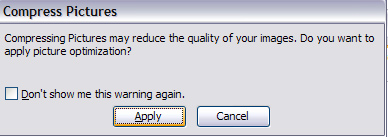 Compress Pictures
Compressing Pictures may reduce the quality of your images. Do you want to
apply picture optimization?
Don't show me this warning again.
Apply
Cancel